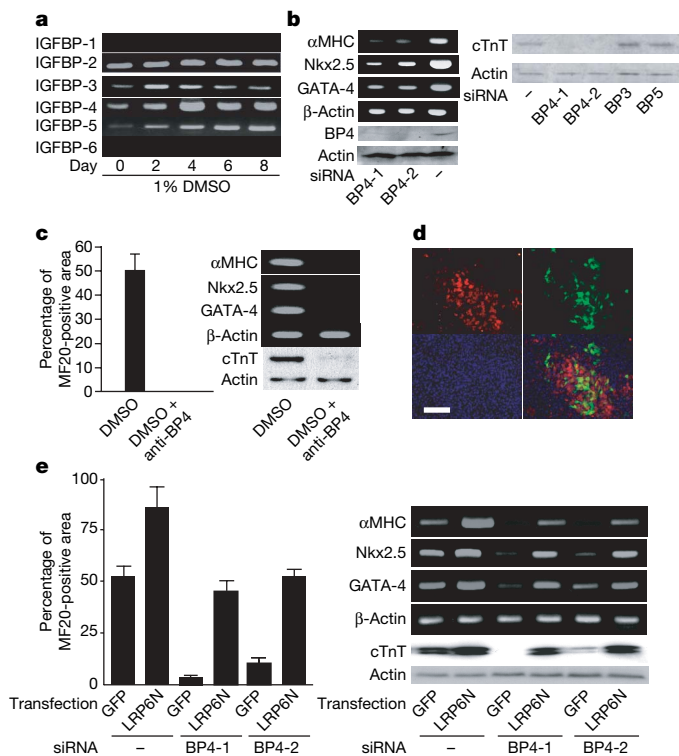 a
IGFBP-1
IGFBP-2
IGFBP-3
IGFBP-4
IGFBP-5
IGFBP-6
Day 0 2 4 6 8
1% DMSO
b
αMHC
Nkx2.5
GATA-4
β-Actin
BP4
Actin
siRNA
BP4-1
BP4-2
–
cTnT
Actin
siRNA
–
BP4-1
BP4-2
BP3
BP5
c
Percentage of
MF20-positive area
60
50
40
30
20
10
0
DMSO
DMSO +
anti-BP4
αMHC
Nkx2.5
GATA-4
β-Actin
cTnT
Actin
DMSO
DMSO +
anti-BP4
d
e
Percentage of
MF20-positive area
100
75
50
25
0
Transfection
GFP
LRP6N
GFP
LRP6N
GFP
LRP6N
siRNA – BP4-1 BP4-2
αMHC
Nkx2.5
GATA-4
β-Actin
cTnT
Actin
Transfection
GFP
LRP6N
GFP
LRP6N
GFP
LRP6N
siRNA – BP4-1 BP4-2